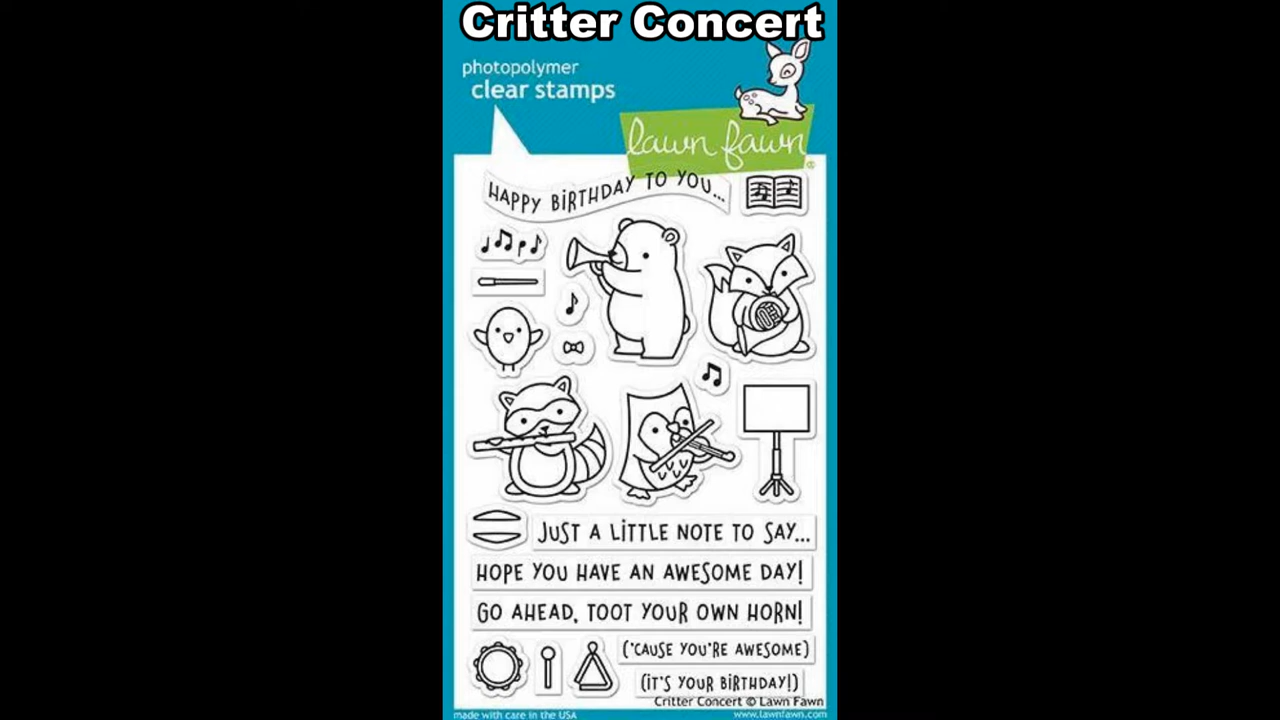 Critter Concert
photopolymer
clear stamps
lawn fawn
HAPPY BiRTHDAY TO YOU...
JUST A LiTTLE NOTE TO SAY...
HOPE YOU HAVE AN AWESOME DAY!
GO AHEAD, TOOT YOUR OWN HORN!
('CAUSE YOU'RE AWESOME)
(iT'S YOUR BiRTHDAY!)
Critter Concert © Lawn Fawn
made with care in the USA
www.lawnfawn.com